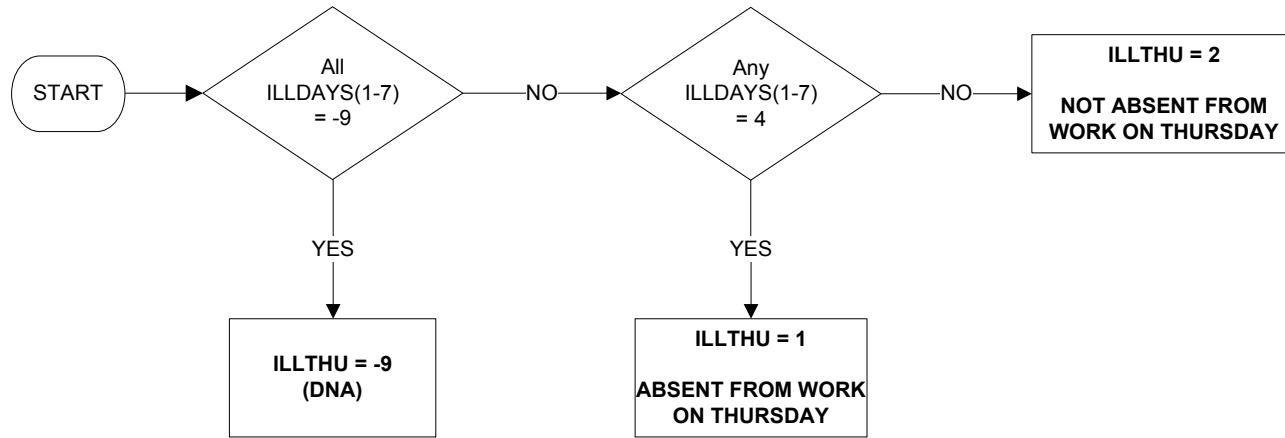 START
All
ILLDAYS(1-7)
= -9
NO
Any
ILLDAYS(1-7)
= 4
NO
ILLTHU = 2
NOT ABSENT FROM
WORK ON THURSDAY
YES
YES
ILLTHU = -9
(DNA)
ILLTHU = 1
ABSENT FROM WORK
ON THURSDAY